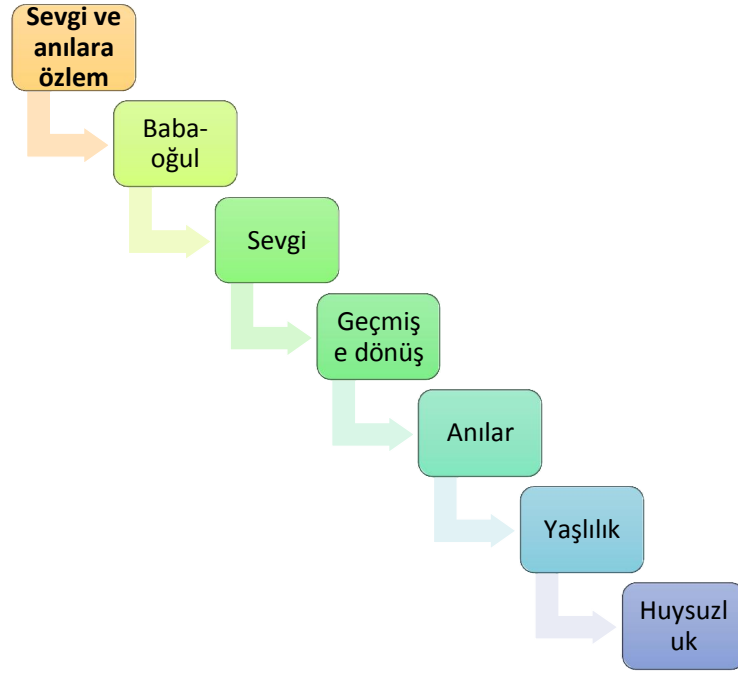 Sevgi ve
anılara
özlem
Baba-
oğul
Sevgi
Geçmiş
e dönüş
Anılar
Yaşlılık
Huysuzl
uk